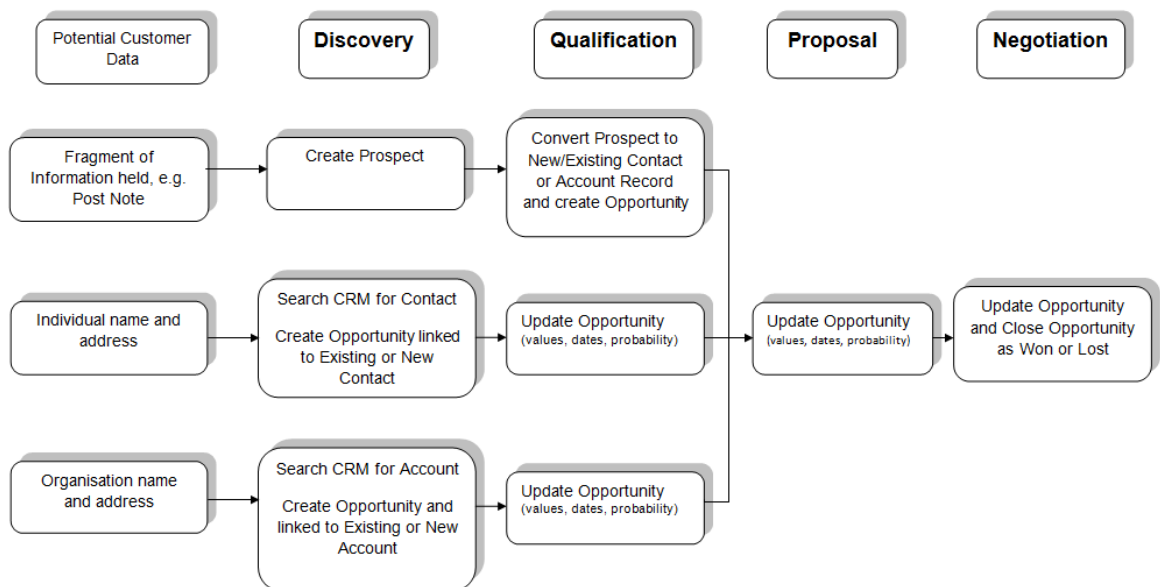 Potential Customer
Data
Discovery
Qualification
Proposal
Negotiation
Fragment of
Information held, e.g.
Post Note
Create Prospect
Convert Prospect to
New/Existing Contact
or Account Record
and create Opportunity
Individual name and
address
Search CRM for Contact
Create Opportunity linked
to Existing or New
Contact
Update Opportunity
(values, dates, probability)
Update Opportunity
(values, dates, probability)
Update Opportunity
and Close Opportunity
as Won or Lost
Organisation name
and address
Search CRM for Account
Create Opportunity and
linked to Existing or New
Account
Update Opportunity
(values, dates, probability)